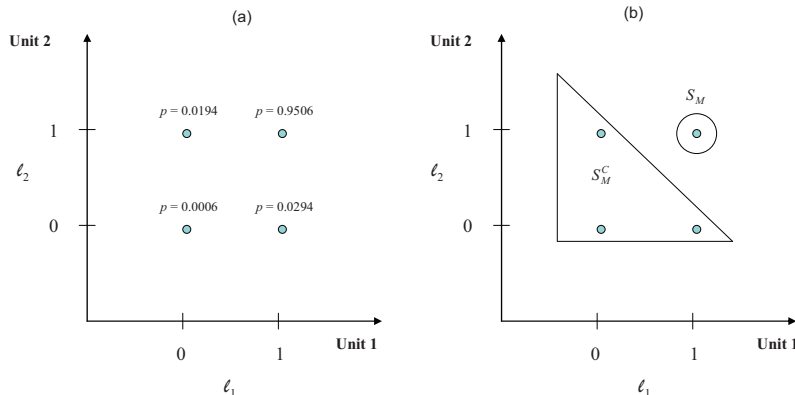 (a)
Unit 2
p = 0.0194
p = 0.9506
1
ℓ2
p = 0.0006
p = 0.0294
0
0
1
Unit 1
ℓ1
(b)
Unit 2
S_M
1
S_M^C
ℓ2
0
0
1
Unit 1
ℓ1